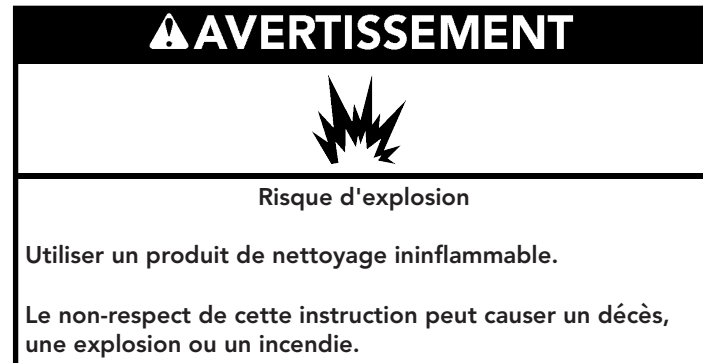 AVERTISSEMENT
Risque d'explosion
Utiliser un produit de nettoyage ininflammable.
Le non-respect de cette instruction peut causer un décès,
une explosion ou un incendie.